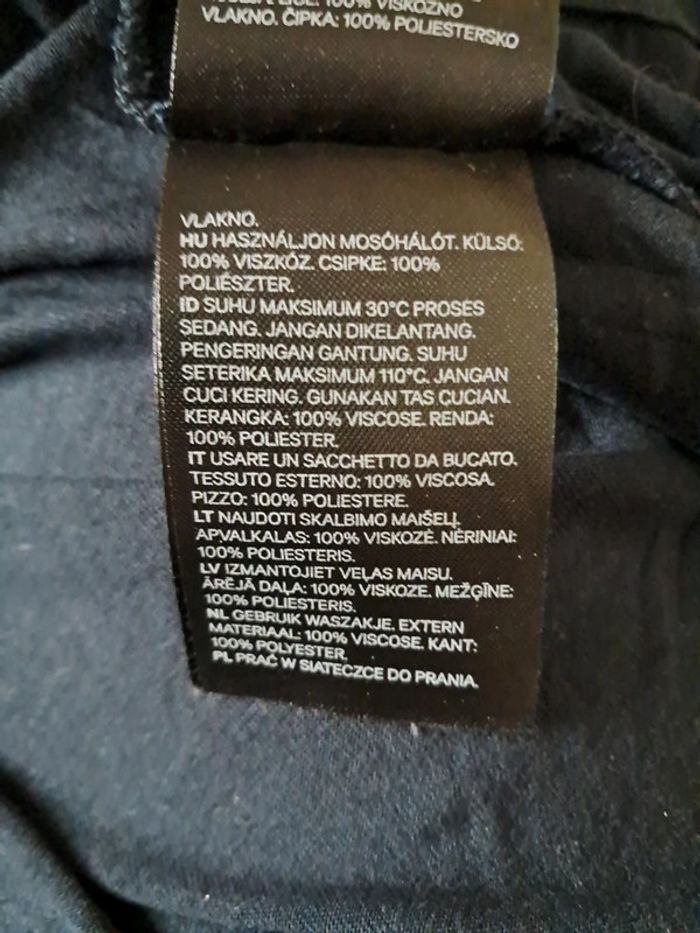 100% VISKOZNO
VLAKNO. ČIPKA: 100% POLIESTERSKO
VLAKNO.
HU HASZNÁLJON MOSÓHÁLÓT. KÜLSŐ:
100% VISZKÓZ. CSIPKE: 100%
POLIÉSZTER.
ID SUHU MAKSIMUM 30°C PROSES
SEDANG. JANGAN DIKELANTANG.
PENGERINGAN GANTUNG. SUHU
SETERIKA MAKSIMUM 110°C. JANGAN
CUCI KERING. GUNAKAN TAS CUCIAN.
KERANGKA: 100% VISCOSE. RENDA:
100% POLIESTER.
IT USARE UN SACCHETTO DA BUCATO.
TESSUTO ESTERNO: 100% VISCOSA.
PIZZO: 100% POLIESTERE.
LT NAUDOTI SKALBIMO MAIŠELĮ.
APVALKALAS: 100% VISKOZĖ. NĖRINIAI:
100% POLIESTERIS.
LV IZMANTOJIET VEĻAS MAISU.
ĀRĒJĀ DAĻA: 100% VISKOZE. MEŽĢĪNE:
100% POLIESTERIS.
NL GEBRUIK WASZAKJE. EXTERN
MATERIAAL: 100% VISCOSE. KANT:
100% POLYESTER.
PL PRAĆ W SIATECZCE DO PRANIA.